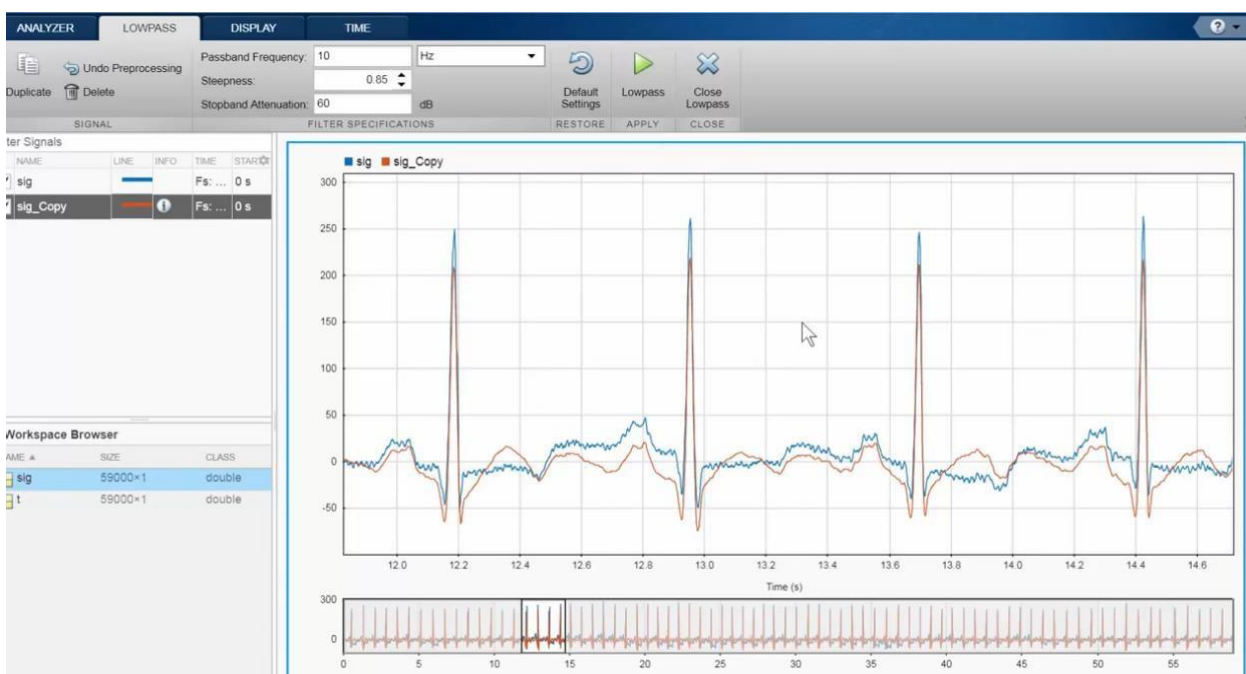 ANALYZER LOWPASS DISPLAY TIME ?
Duplicate
Undo Preprocessing
Delete
SIGNAL
Passband Frequency: 10 Hz
Steepness: 0.85
Stopband Attenuation: 60 dB
FILTER SPECIFICATIONS
Default Settings
RESTORE
Lowpass
APPLY
Close Lowpass
CLOSE
ter Signals
NAME LINE INFO TIME START
sig Fs: ... 0 s
sig_Copy Fs: ... 0 s
Workspace Browser
AME SIZE CLASS
sig 59000×1 double
t 59000×1 double
sig sig_Copy
300
250
200
150
100
50
0
-50
12.0 12.2 12.4 12.6 12.8 13.0 13.2 13.4 13.6 13.8 14.0 14.2 14.4 14.6
Time (s)
300
0
0 5 10 15 20 25 30 35 40 45 50 55